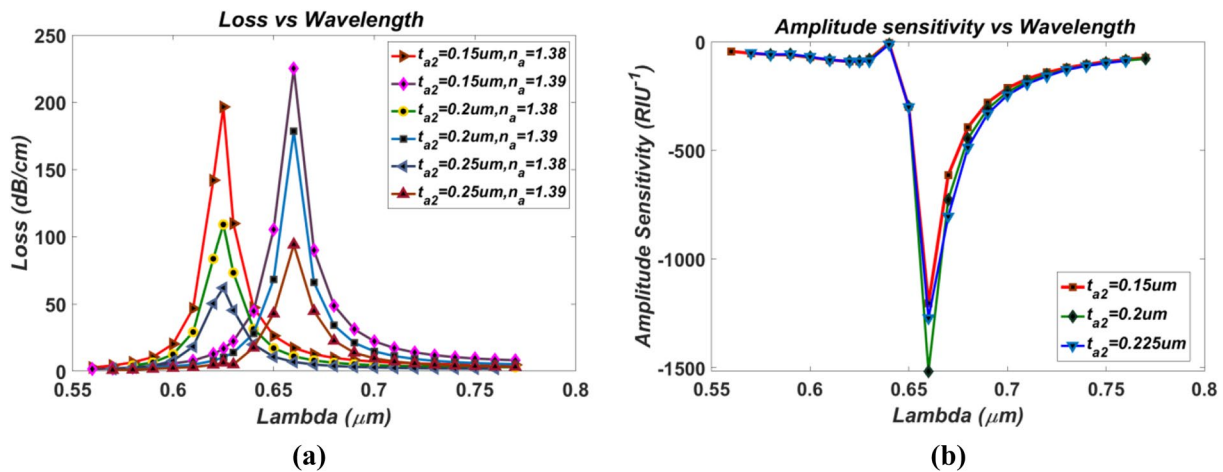 Loss vs Wavelength
250
200
150
100
50
0
Loss (dB/cm)
t_a2=0.15um,n_a=1.38
t_a2=0.15um,n_a=1.39
t_a2=0.2um,n_a=1.38
t_a2=0.2um,n_a=1.39
t_a2=0.25um,n_a=1.38
t_a2=0.25um,n_a=1.39
0.55 0.6 0.65 0.7 0.75 0.8
Lambda (μm)
(a)
Amplitude sensitivity vs Wavelength
0
-500
-1000
-1500
Amplitude Sensitivity (RIU⁻¹)
t_a2=0.15um
t_a2=0.2um
t_a2=0.225um
0.55 0.6 0.65 0.7 0.75 0.8
Lambda (μm)
(b)